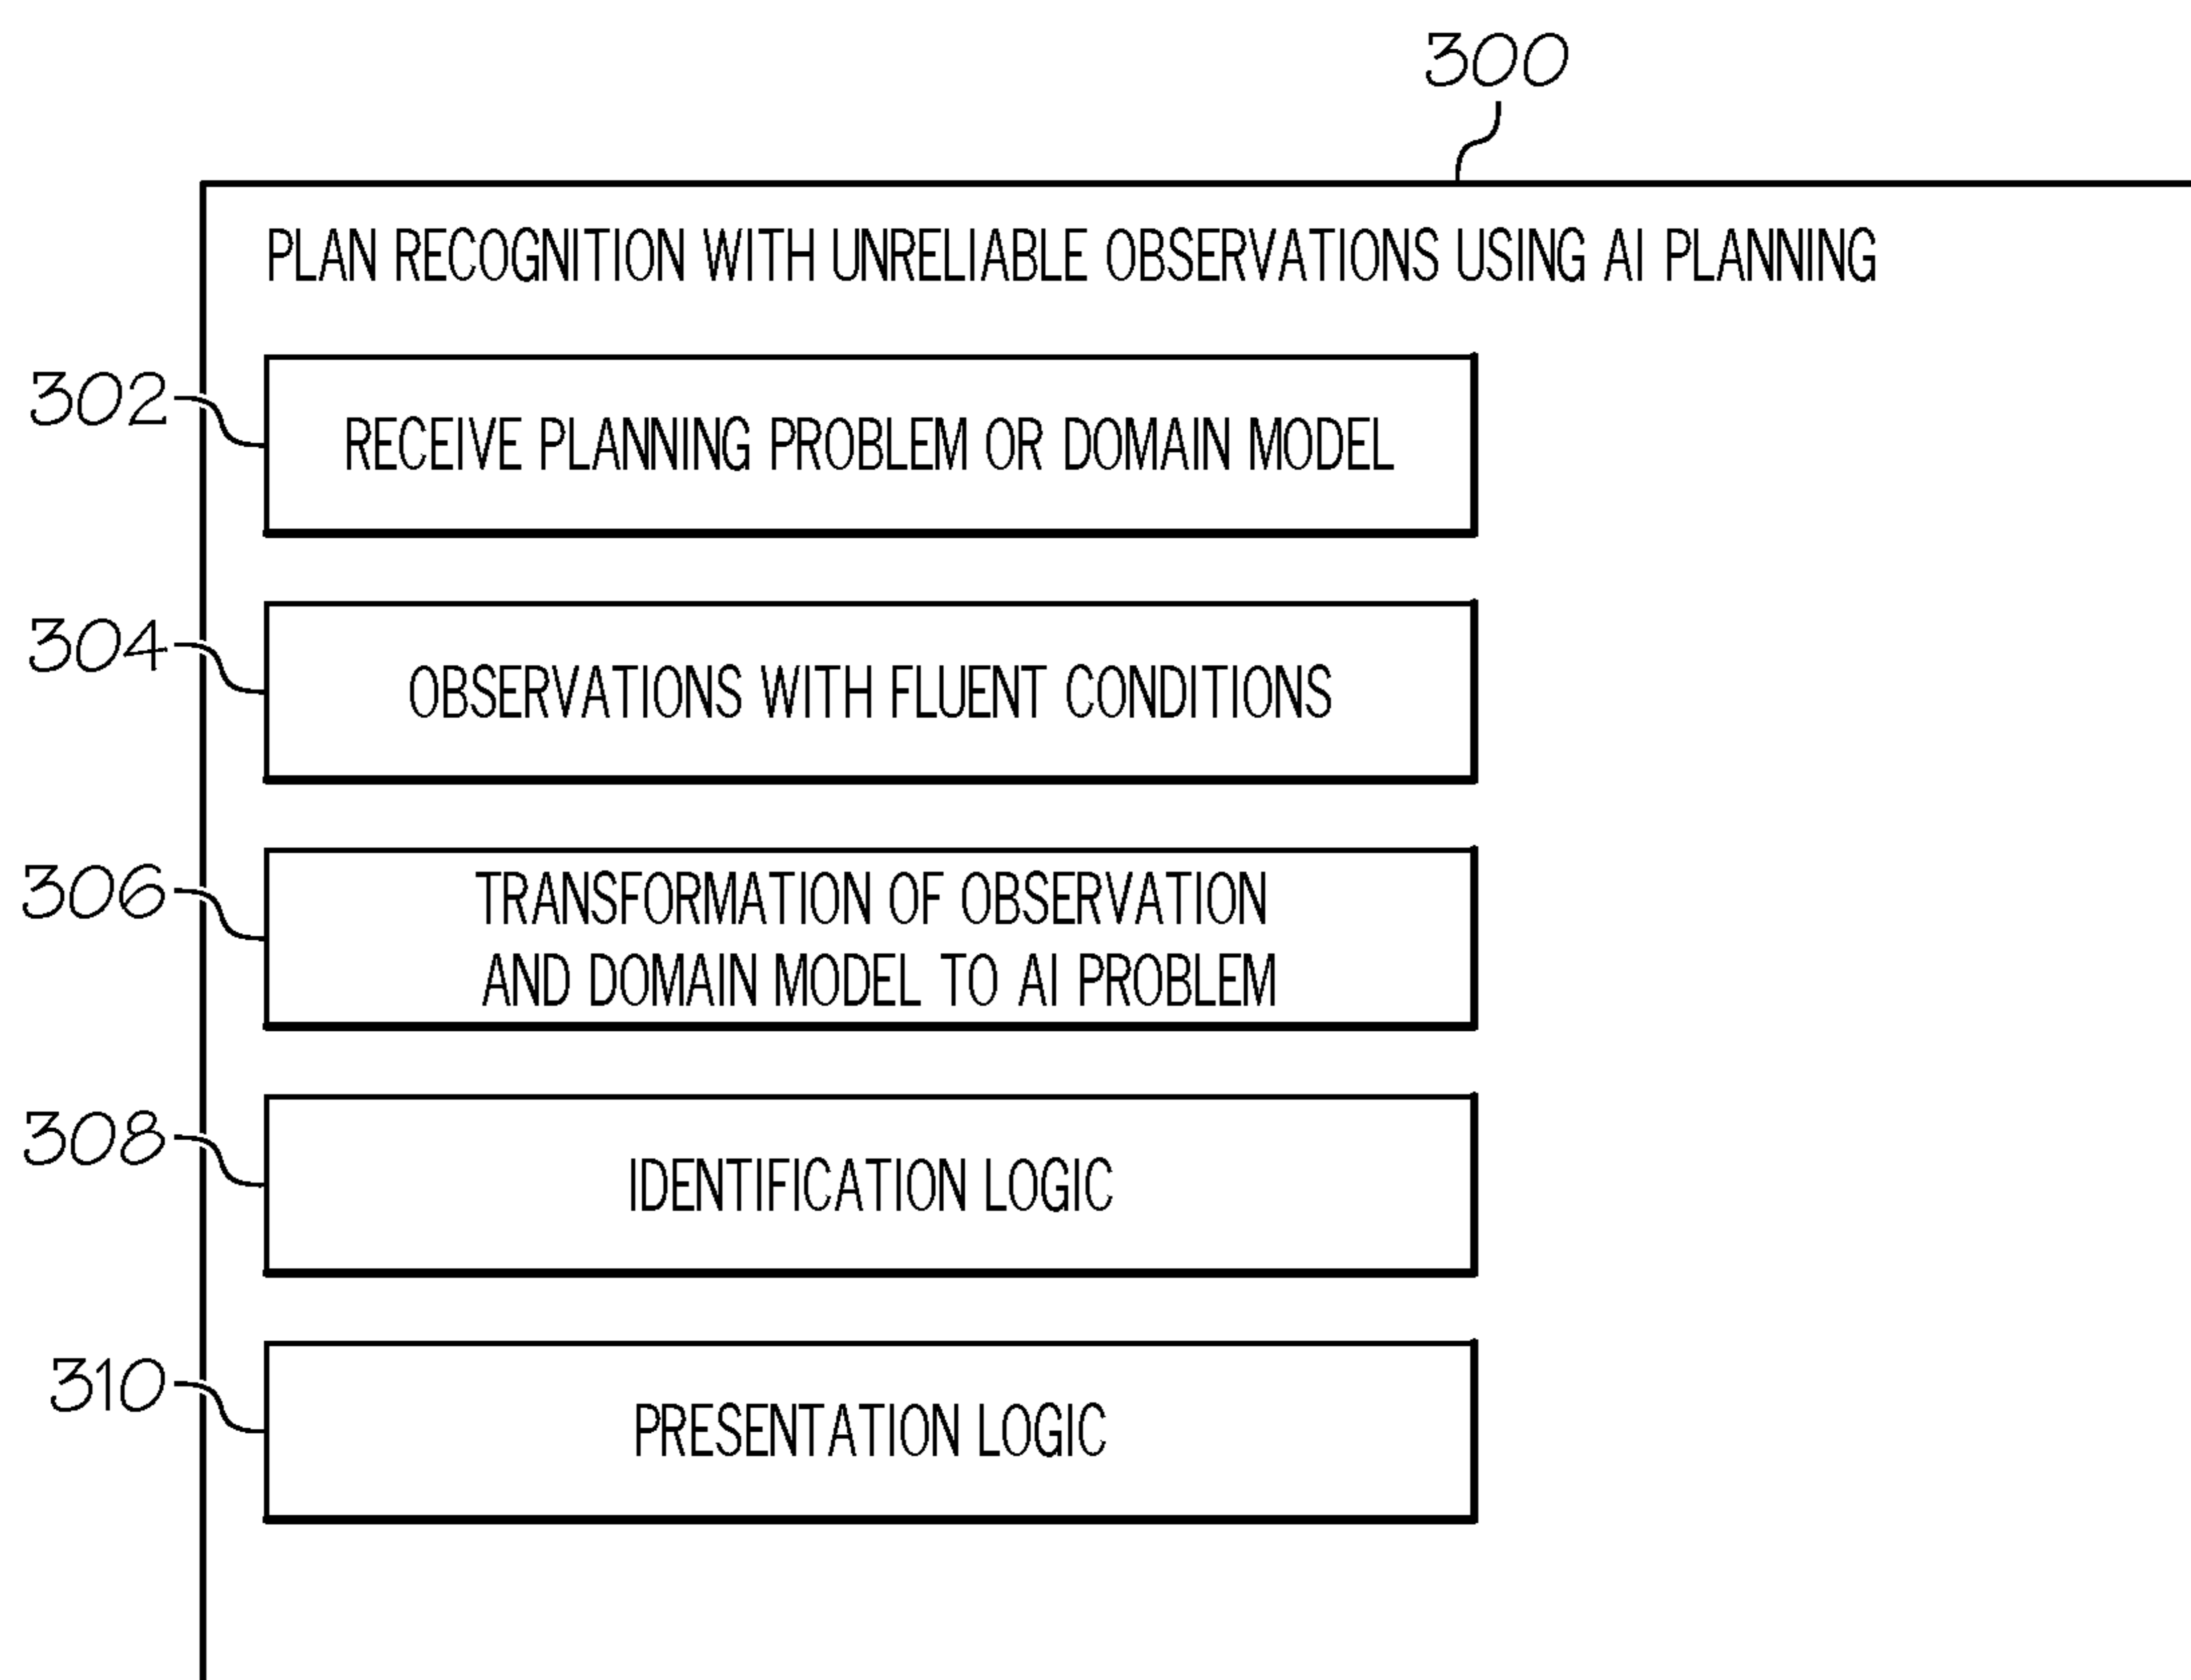 300
PLAN RECOGNITION WITH UNRELIABLE OBSERVATIONS USING AI PLANNING
302
RECEIVE PLANNING PROBLEM OR DOMAIN MODEL
304
OBSERVATIONS WITH FLUENT CONDITIONS
306
TRANSFORMATION OF OBSERVATION
AND DOMAIN MODEL TO AI PROBLEM
308
IDENTIFICATION LOGIC
310
PRESENTATION LOGIC